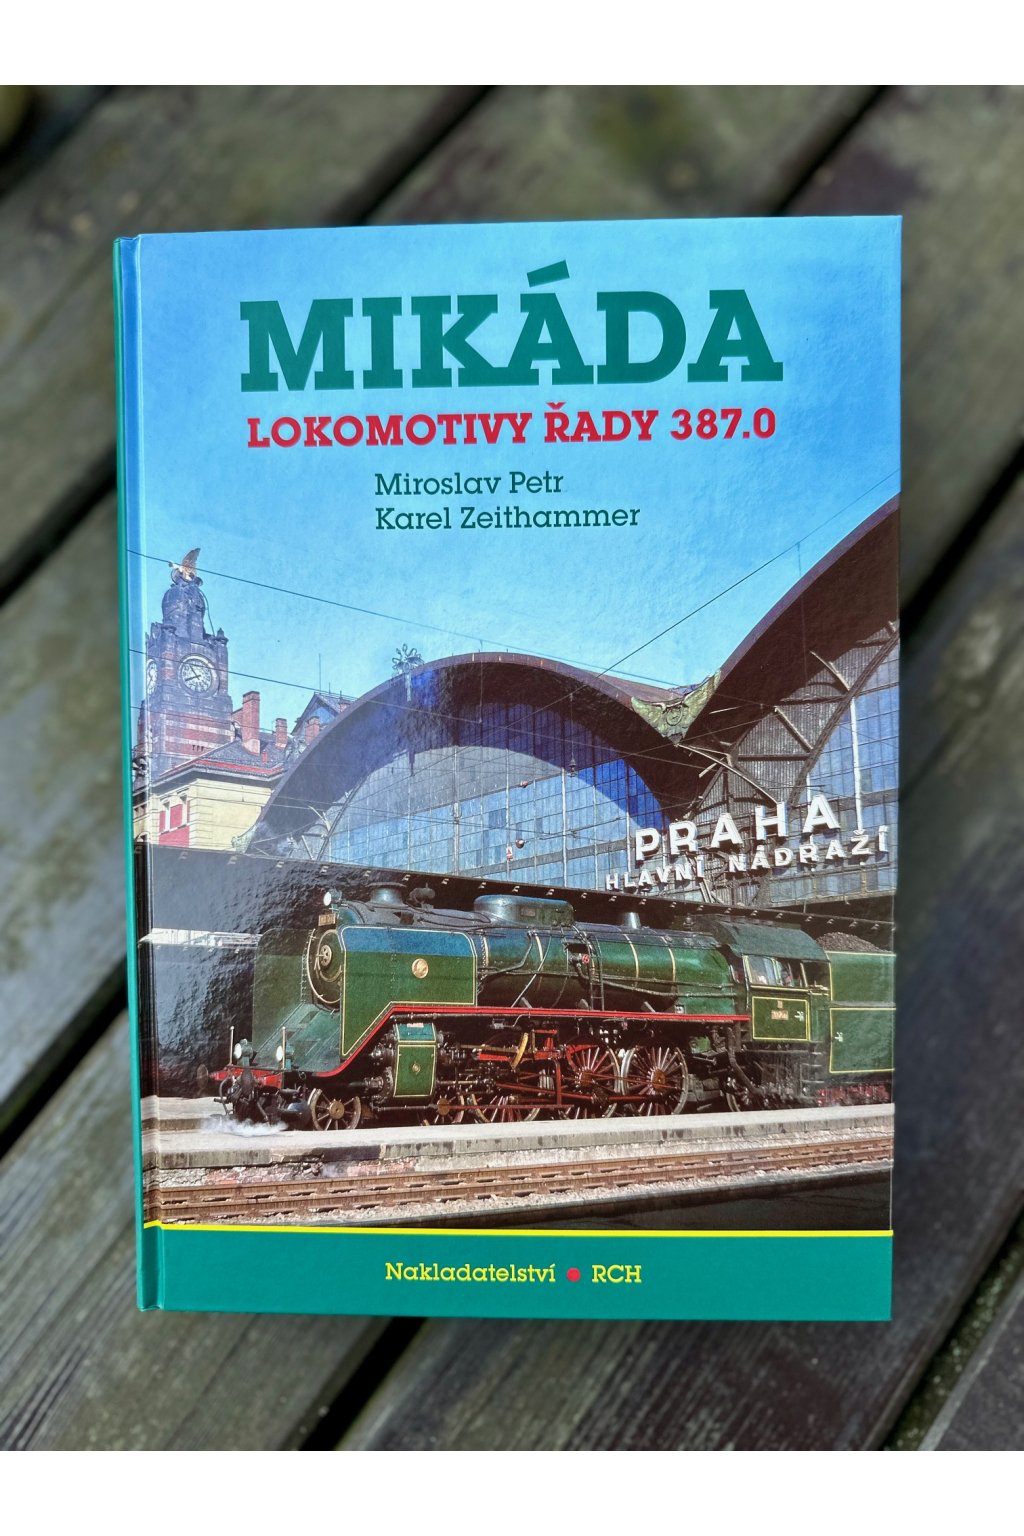 MIKÁDA
LOKOMOTIVY ŘADY 387.0
Miroslav Petr
Karel Zeithammer
PRAHA
HLAVNÍ NÁDRAŽÍ
Nakladatelství • RCH